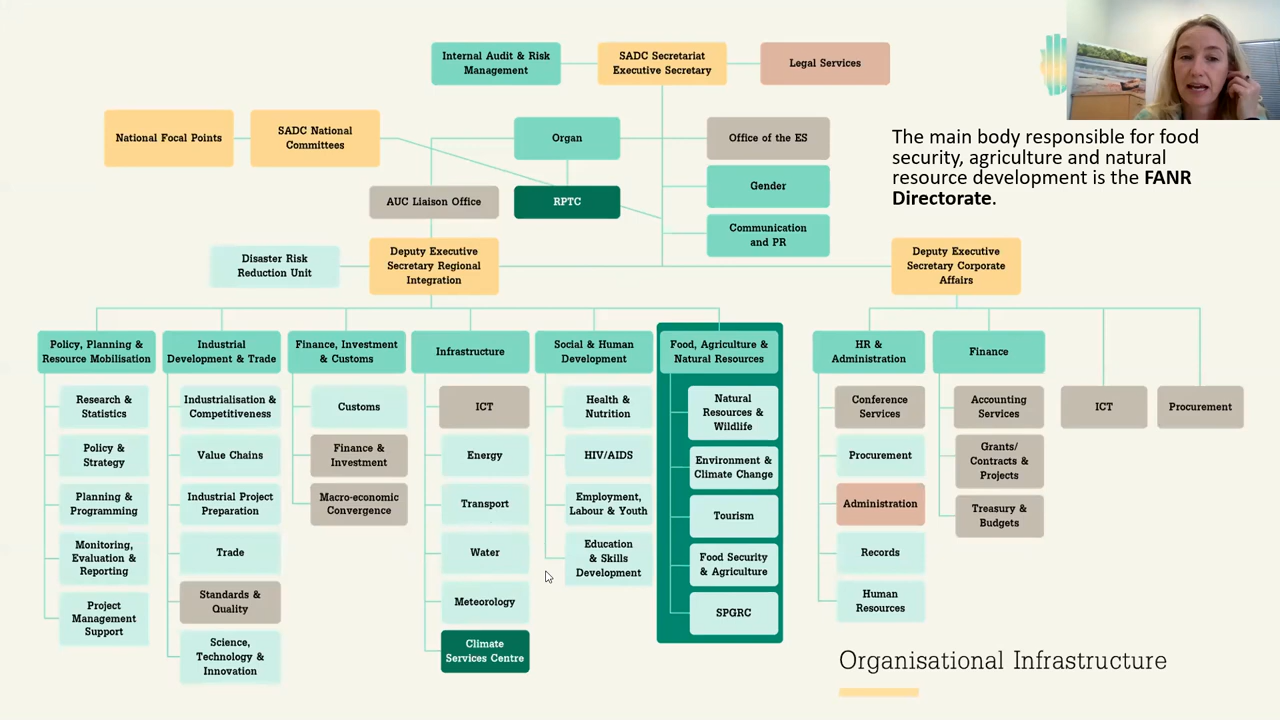 Internal Audit & Risk
Management
SADC Secretariat
Executive Secretary
Legal Services
National Focal Points
SADC National
Committees
Organ
Office of the ES
The main body responsible for food
security, agriculture and natural
resource development is the FANR
Directorate.
Gender
AUC Liaison Office
RPTC
Communication
and PR
Disaster Risk
Reduction Unit
Deputy Executive
Secretary Regional
Integration
Deputy Executive
Secretary Corporate
Affairs
Policy, Planning &
Resource Mobilisation
Research &
Statistics
Policy &
Strategy
Planning &
Programming
Monitoring,
Evaluation &
Reporting
Project
Management
Support
Industrial
Development & Trade
Industrialisation &
Competitiveness
Value Chains
Industrial Project
Preparation
Trade
Standards &
Quality
Science,
Technology &
Innovation
Finance, Investment
& Customs
Customs
Finance &
Investment
Macro-economic
Convergence
Infrastructure
ICT
Energy
Transport
Water
Meteorology
Climate
Services Centre
Social & Human
Development
Health &
Nutrition
HIV/AIDS
Employment,
Labour & Youth
Education
& Skills
Development
Food, Agriculture &
Natural Resources
Natural
Resources &
Wildlife
Environment &
Climate Change
Tourism
Food Security
& Agriculture
SPGRC
HR &
Administration
Conference
Services
Procurement
Administration
Records
Human
Resources
Finance
Accounting
Services
Grants/
Contracts &
Projects
Treasury &
Budgets
ICT
Procurement
Organisational Infrastructure